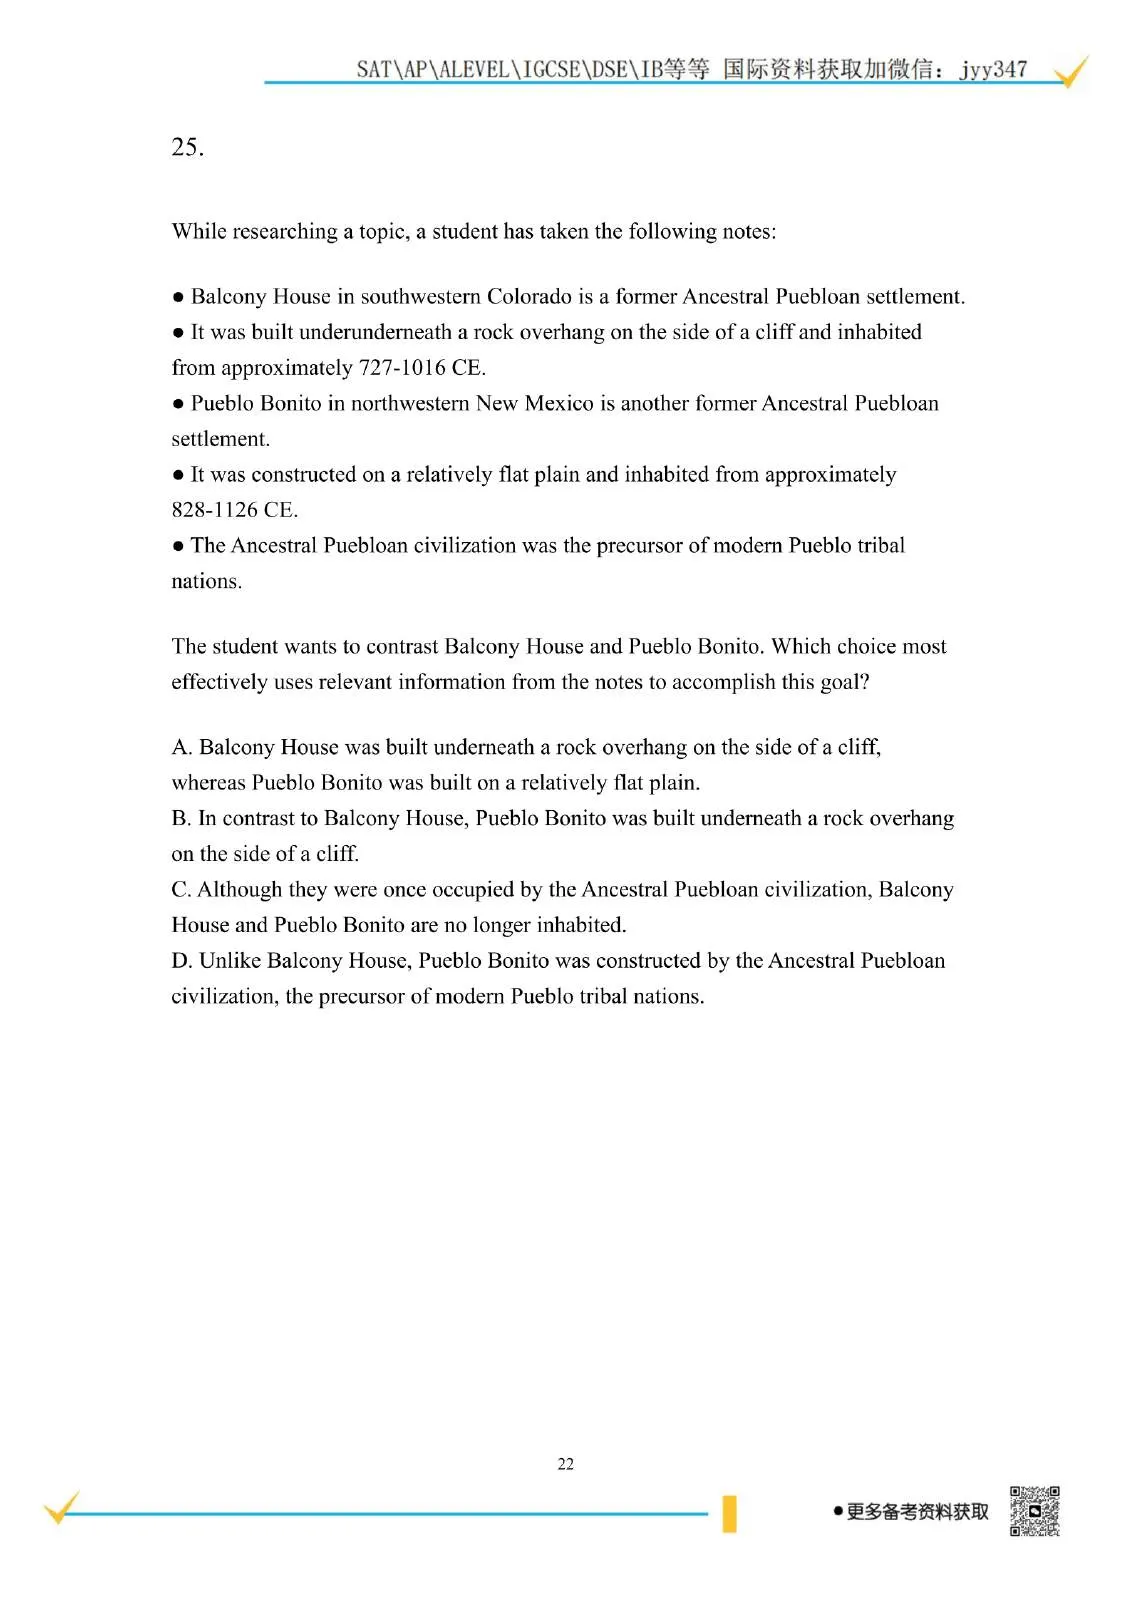 SAT\AP\ALEVEL\IGCSE\DSE\IB等等 国际资料获取加微信：jyy347
25.
While researching a topic, a student has taken the following notes:
● Balcony House in southwestern Colorado is a former Ancestral Puebloan settlement.
● It was built underunderneath a rock overhang on the side of a cliff and inhabited
from approximately 727-1016 CE.
● Pueblo Bonito in northwestern New Mexico is another former Ancestral Puebloan
settlement.
● It was constructed on a relatively flat plain and inhabited from approximately
828-1126 CE.
● The Ancestral Puebloan civilization was the precursor of modern Pueblo tribal
nations.
The student wants to contrast Balcony House and Pueblo Bonito. Which choice most
effectively uses relevant information from the notes to accomplish this goal?
A. Balcony House was built underneath a rock overhang on the side of a cliff,
whereas Pueblo Bonito was built on a relatively flat plain.
B. In contrast to Balcony House, Pueblo Bonito was built underneath a rock overhang
on the side of a cliff.
C. Although they were once occupied by the Ancestral Puebloan civilization, Balcony
House and Pueblo Bonito are no longer inhabited.
D. Unlike Balcony House, Pueblo Bonito was constructed by the Ancestral Puebloan
civilization, the precursor of modern Pueblo tribal nations.
22
●更多备考资料获取